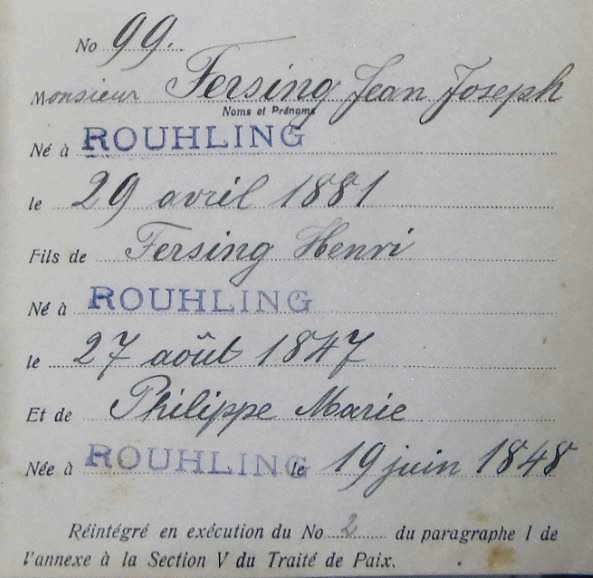 No 99.
Monsieur Fersing Jean Joseph
Noms et Prénoms
Né à ROUHLING
le 29 avril 1881
Fils de Fersing Henri
Né à ROUHLING
le 27 août 1847
Et de Philippe Marie
Née à ROUHLING le 19 juin 1848
Réintégré en exécution du No 2 du paragraphe I de
l'annexe à la Section V du Traité de Paix.